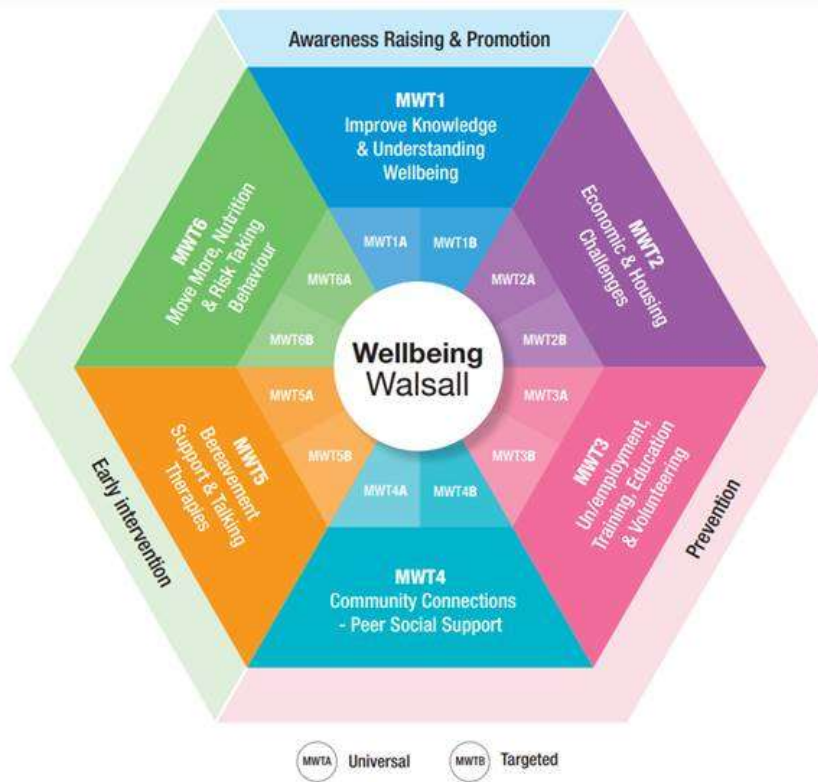 Awareness Raising & Promotion
MWT1
Improve Knowledge
& Understanding
Wellbeing
MWT1A
MWT1B
MWT2
Economic & Housing
Challenges
MWT2A
MWT2B
MWT3
Un/employment,
Training, Education
& Volunteering
MWT3A
MWT3B
MWT4
Community Connections
- Peer Social Support
MWT4A
MWT4B
MWT5
Bereavement
Support & Talking
Therapies
MWT5A
MWT5B
MWT6
Move More, Nutrition
& Risk Taking
Behaviour
MWT6A
MWT6B
Wellbeing
Walsall
Early intervention
Prevention
MWTA Universal
MWTB Targeted